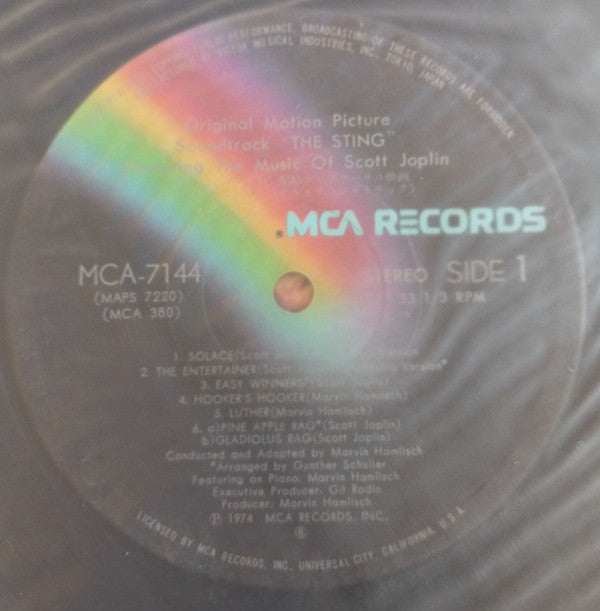 PUBLIC PERFORMANCE, BROADCASTING OF THESE RECORDS ARE FORBIDDEN
VICTOR MUSICAL INDUSTRIES, INC. TOKYO, JAPAN
Original Motion Picture
Soundtrack "THE STING"
The Music Of Scott Joplin
MCA RECORDS
®
MCA-7144
(MAPS 7220)
(MCA 380)
STEREO SIDE 1
33 1/3 RPM
1. SOLACE(Scott Version
2. THE ENTERTAINER(Scott Version*
3. EASY WINNERS*(Scott Joplin)
4. HOOKER'S HOOKER(Marvin Hamlisch)
5. LUTHER(Marvin Hamlisch)
6. a)PINE APPLE RAG*(Scott Joplin)
b)GLADIOLUS RAG(Scott Joplin)
Conducted and Adapted by Marvin Hamlisch
*Arranged by Gunther Schuller
Featuring on Piano: Marvin Hamlisch
Executive Producer: Gil Rodin
Producer: Marvin Hamlisch
Ⓟ 1974 MCA RECORDS, INC.
LICENSED BY MCA RECORDS, INC., UNIVERSAL CITY, CALIFORNIA, U.S.A.